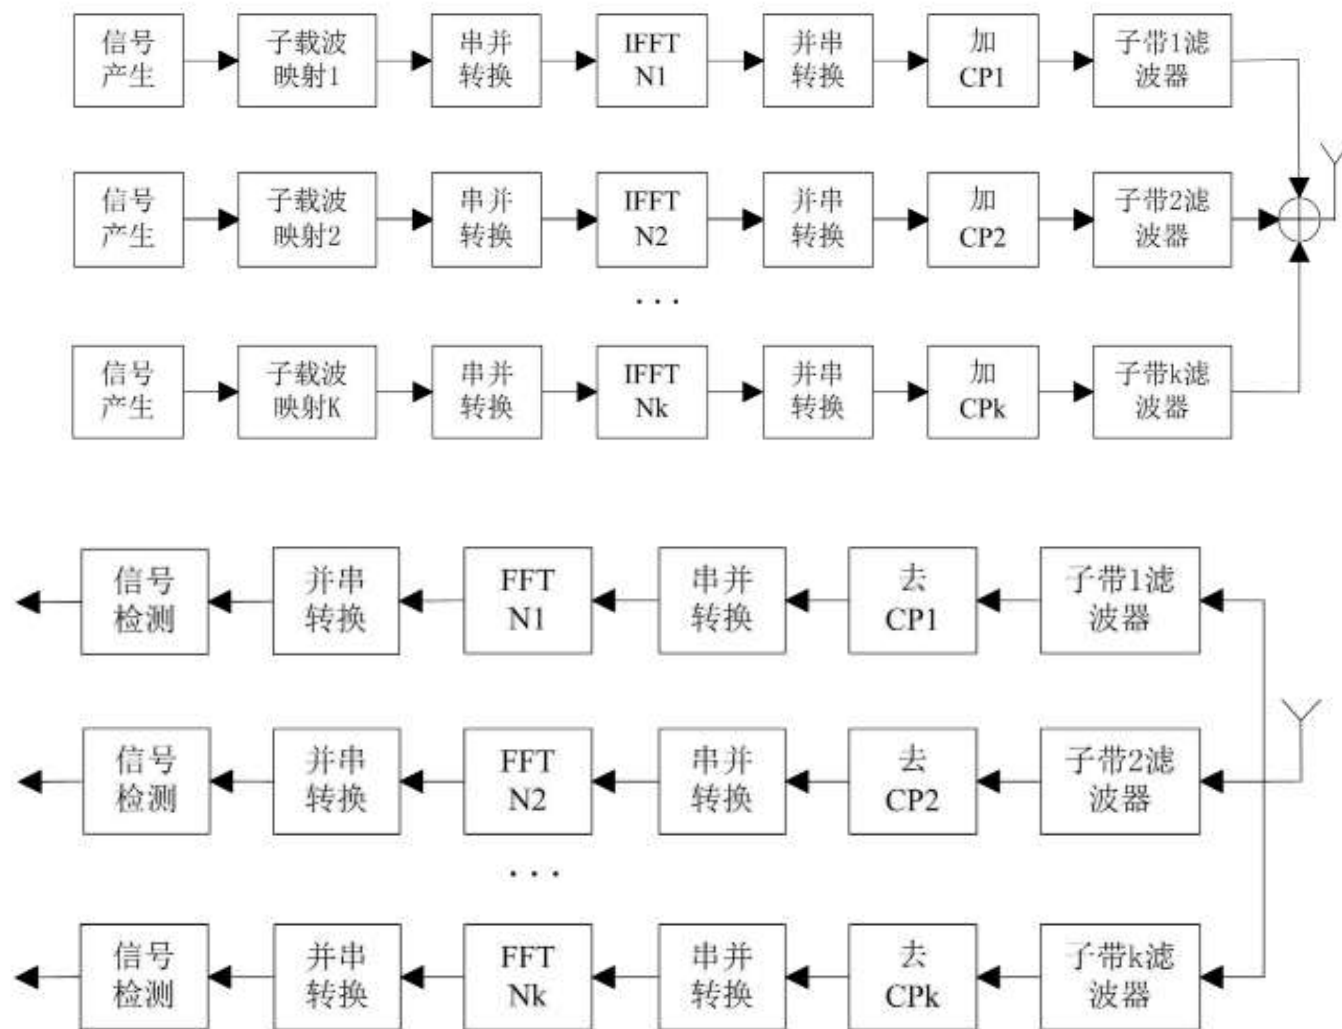 信号
产生
子载波
映射1
串并
转换
IFFT
N1
并串
转换
加
CP1
子带1滤
波器
信号
产生
子载波
映射2
串并
转换
IFFT
N2
并串
转换
加
CP2
子带2滤
波器
...
信号
产生
子载波
映射K
串并
转换
IFFT
Nk
并串
转换
加
CPk
子带k滤
波器
信号
检测
并串
转换
FFT
N1
串并
转换
去
CP1
子带1滤
波器
信号
检测
并串
转换
FFT
N2
串并
转换
去
CP2
子带2滤
波器
...
信号
检测
并串
转换
FFT
Nk
串并
转换
去
CPk
子带k滤
波器